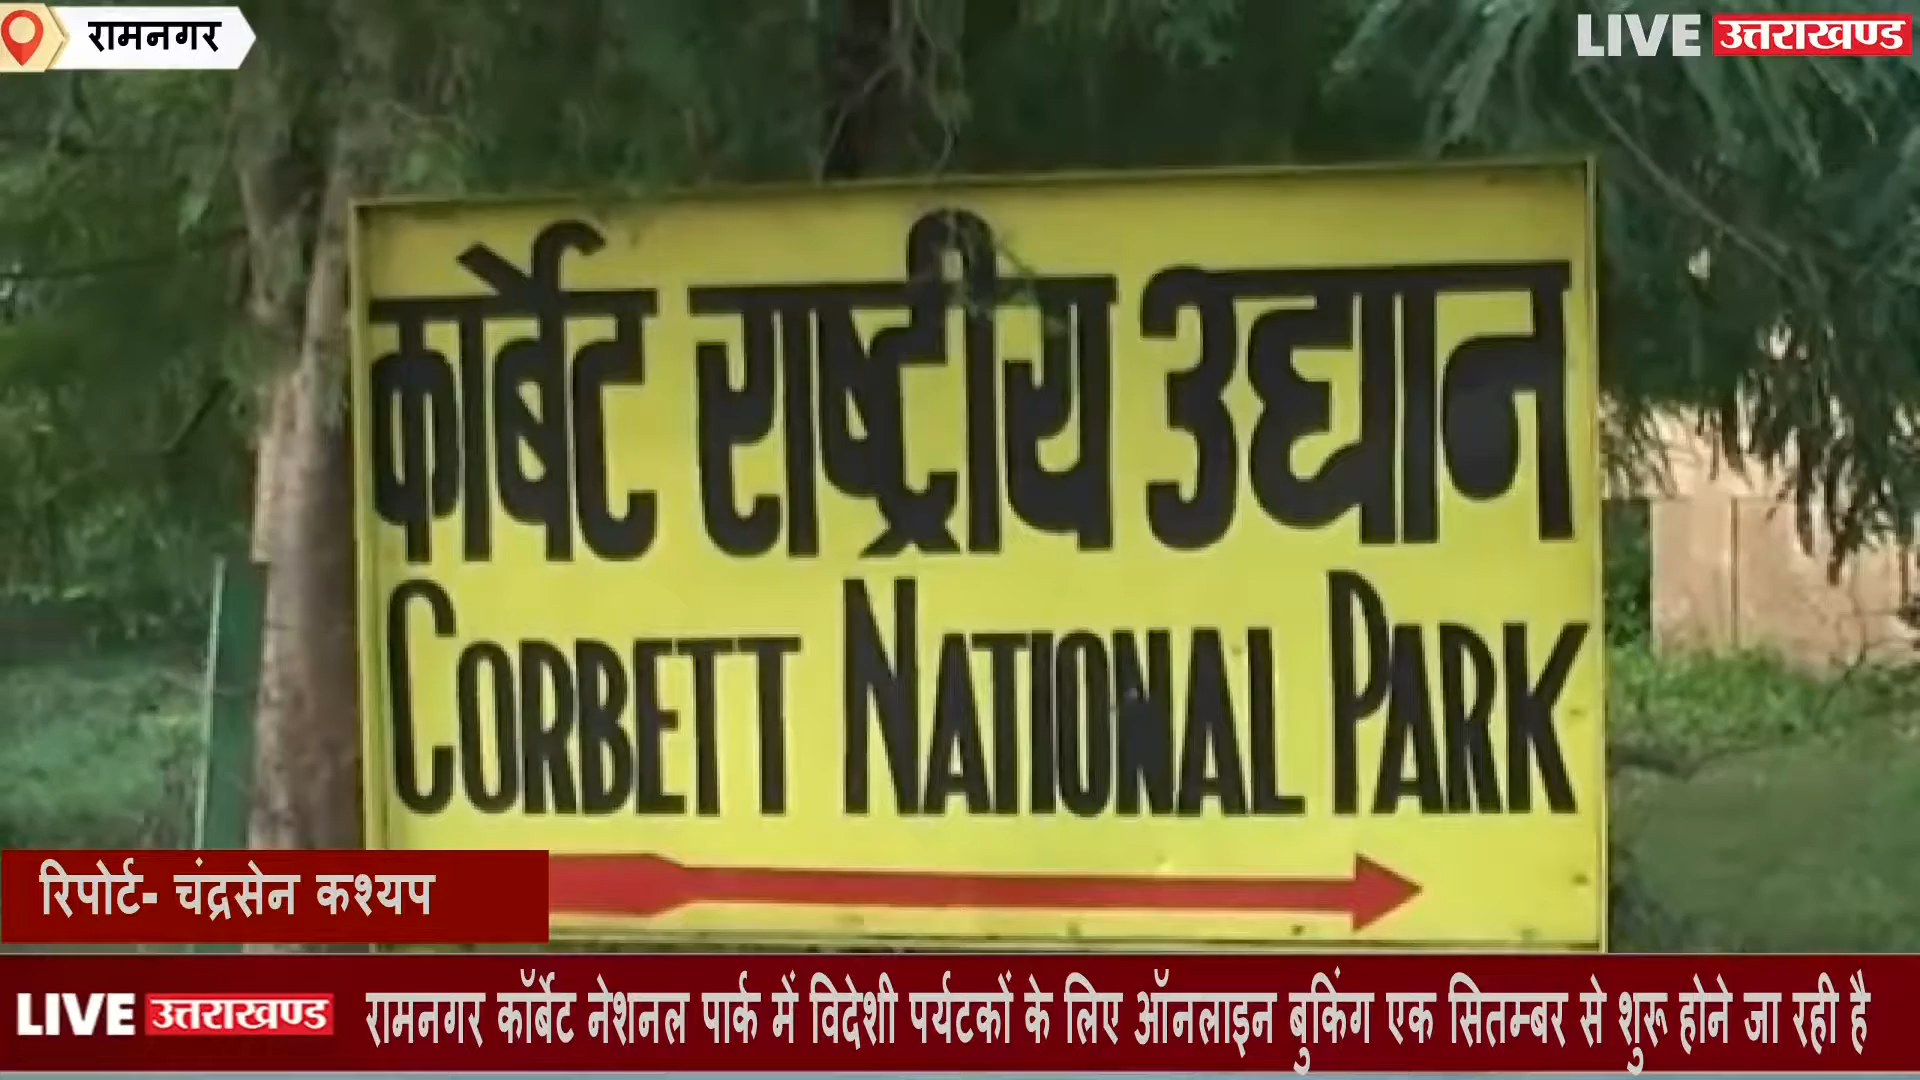 रामनगर
LIVE उत्तराखण्ड
कार्बेट राष्ट्रीय उद्यान
CORBETT NATIONAL PARK
रिपोर्ट- चंद्रसेन कश्यप
LIVE उत्तराखण्ड
रामनगर कॉर्बेट नेशनल पार्क में विदेशी पर्यटकों के लिए ऑनलाइन बुकिंग एक सितम्बर से शुरू होने जा रही है